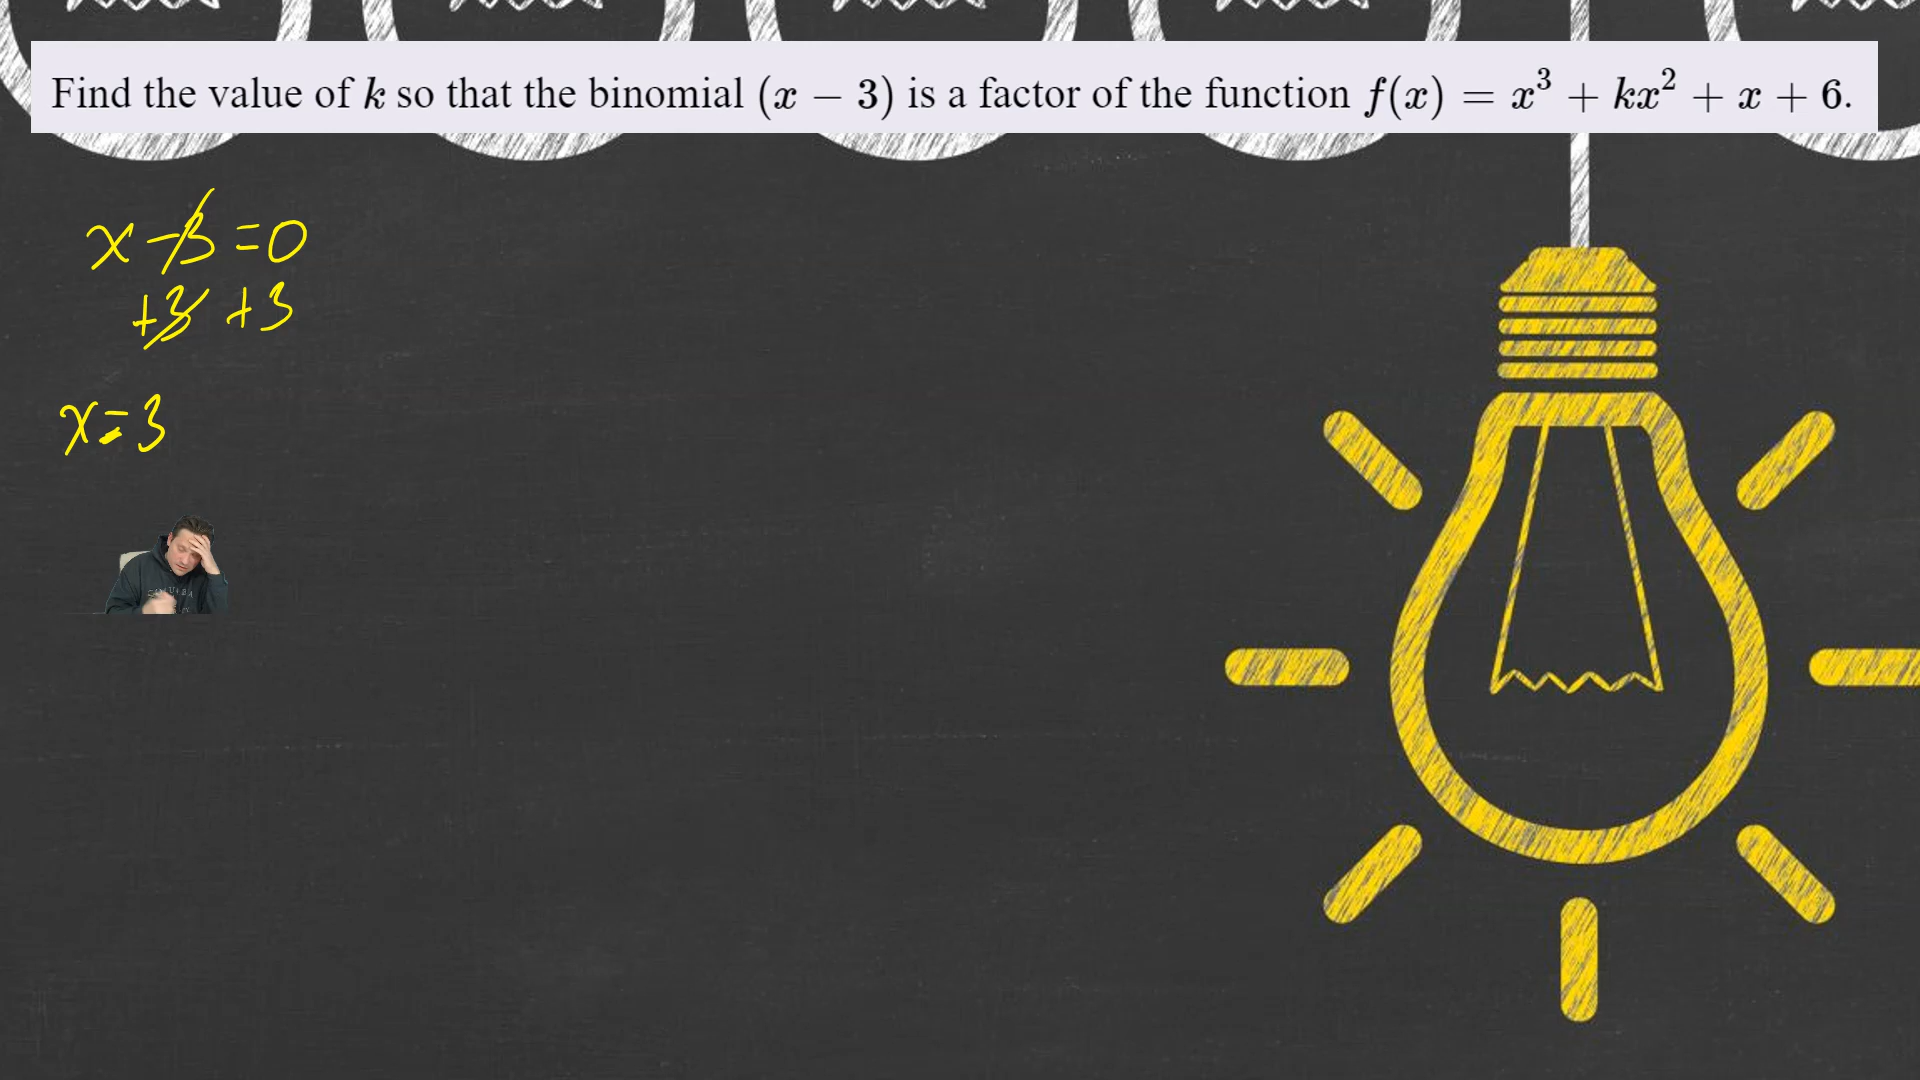 Find the value of k so that the binomial (x − 3) is a factor of the function f(x) = x³ + kx² + x + 6.
x - 3 = 0
+3 +3
x = 3